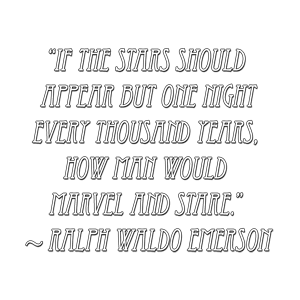 "IF THE STARS SHOULD
APPEAR BUT ONE NIGHT
EVERY THOUSAND YEARS,
HOW MAN WOULD
MARVEL AND STARE."
~ RALPH WALDO EMERSON